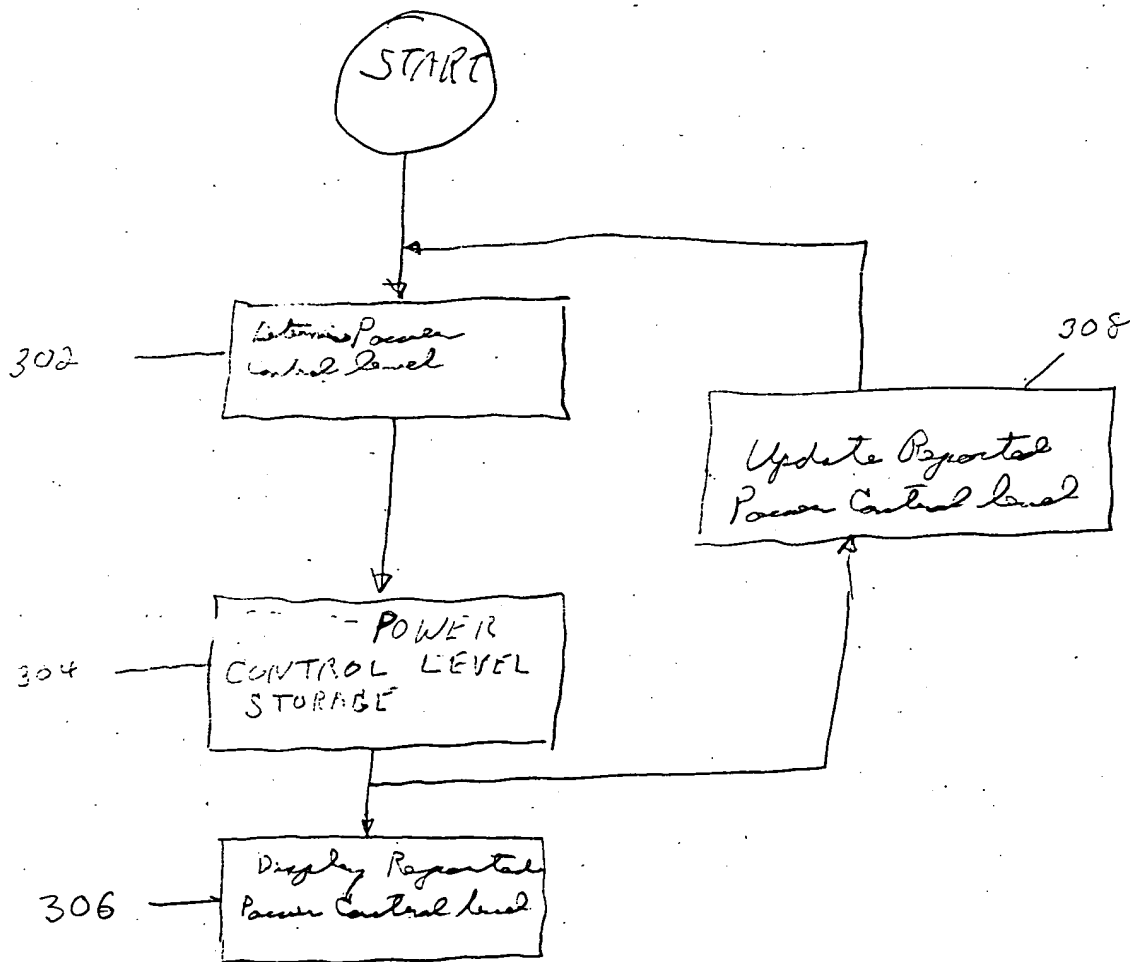 START
302
Determine Power
Control level
308
Update Reported
Power Control level
304
POWER
CONTROL LEVEL
STORAGE
306
Display Reported
Power Control level